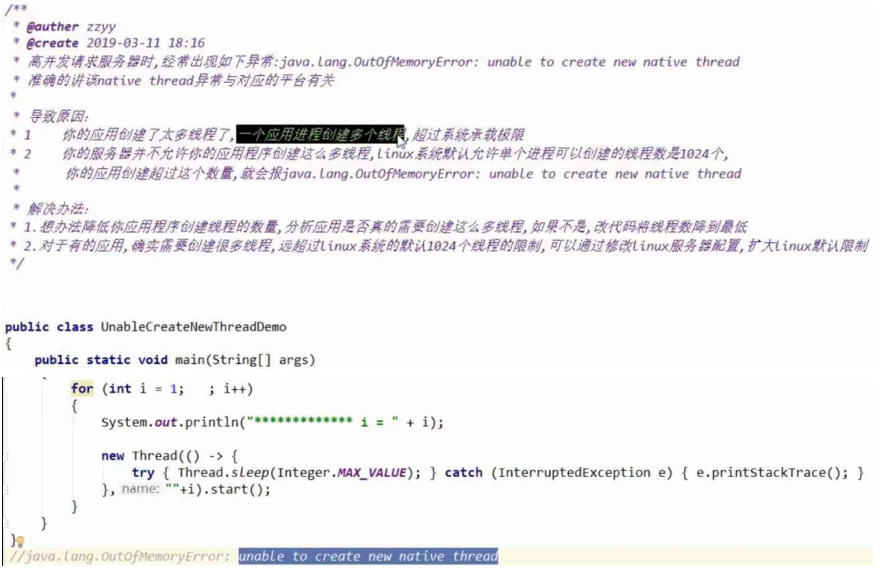 /**
* @auther zzyy
* @create 2019-03-11 18:16
* 高并发请求服务器时,经常出现如下异常:java.lang.OutOfMemoryError: unable to create new native thread
* 准确的讲该native thread异常与对应的平台有关
*
* 导致原因:
* 1 你的应用创建了太多线程了,一个应用进程创建多个线程,超过系统承载极限
* 2 你的服务器并不允许你的应用程序创建这么多线程,linux系统默认允许单个进程可以创建的线程数是1024个,
* 你的应用创建超过这个数量,就会报java.lang.OutOfMemoryError: unable to create new native thread
*
* 解决办法:
* 1.想办法降低你应用程序创建线程的数量,分析应用是否真的需要创建这么多线程,如果不是,改代码将线程数降到最低
* 2.对于有的应用,确实需要创建很多线程,远超过linux系统的默认1024个线程的限制,可以通过修改linux服务器配置,扩大linux默认限制
*/
public class UnableCreateNewThreadDemo
{
public static void main(String[] args)
for (int i = 1; ; i++)
{
System.out.println("************* i = " + i);
new Thread(() -> {
try { Thread.sleep(Integer.MAX_VALUE); } catch (InterruptedException e) { e.printStackTrace(); }
}, name: ""+i).start();
}
}
}
//java.lang.OutOfMemoryError: unable to create new native thread